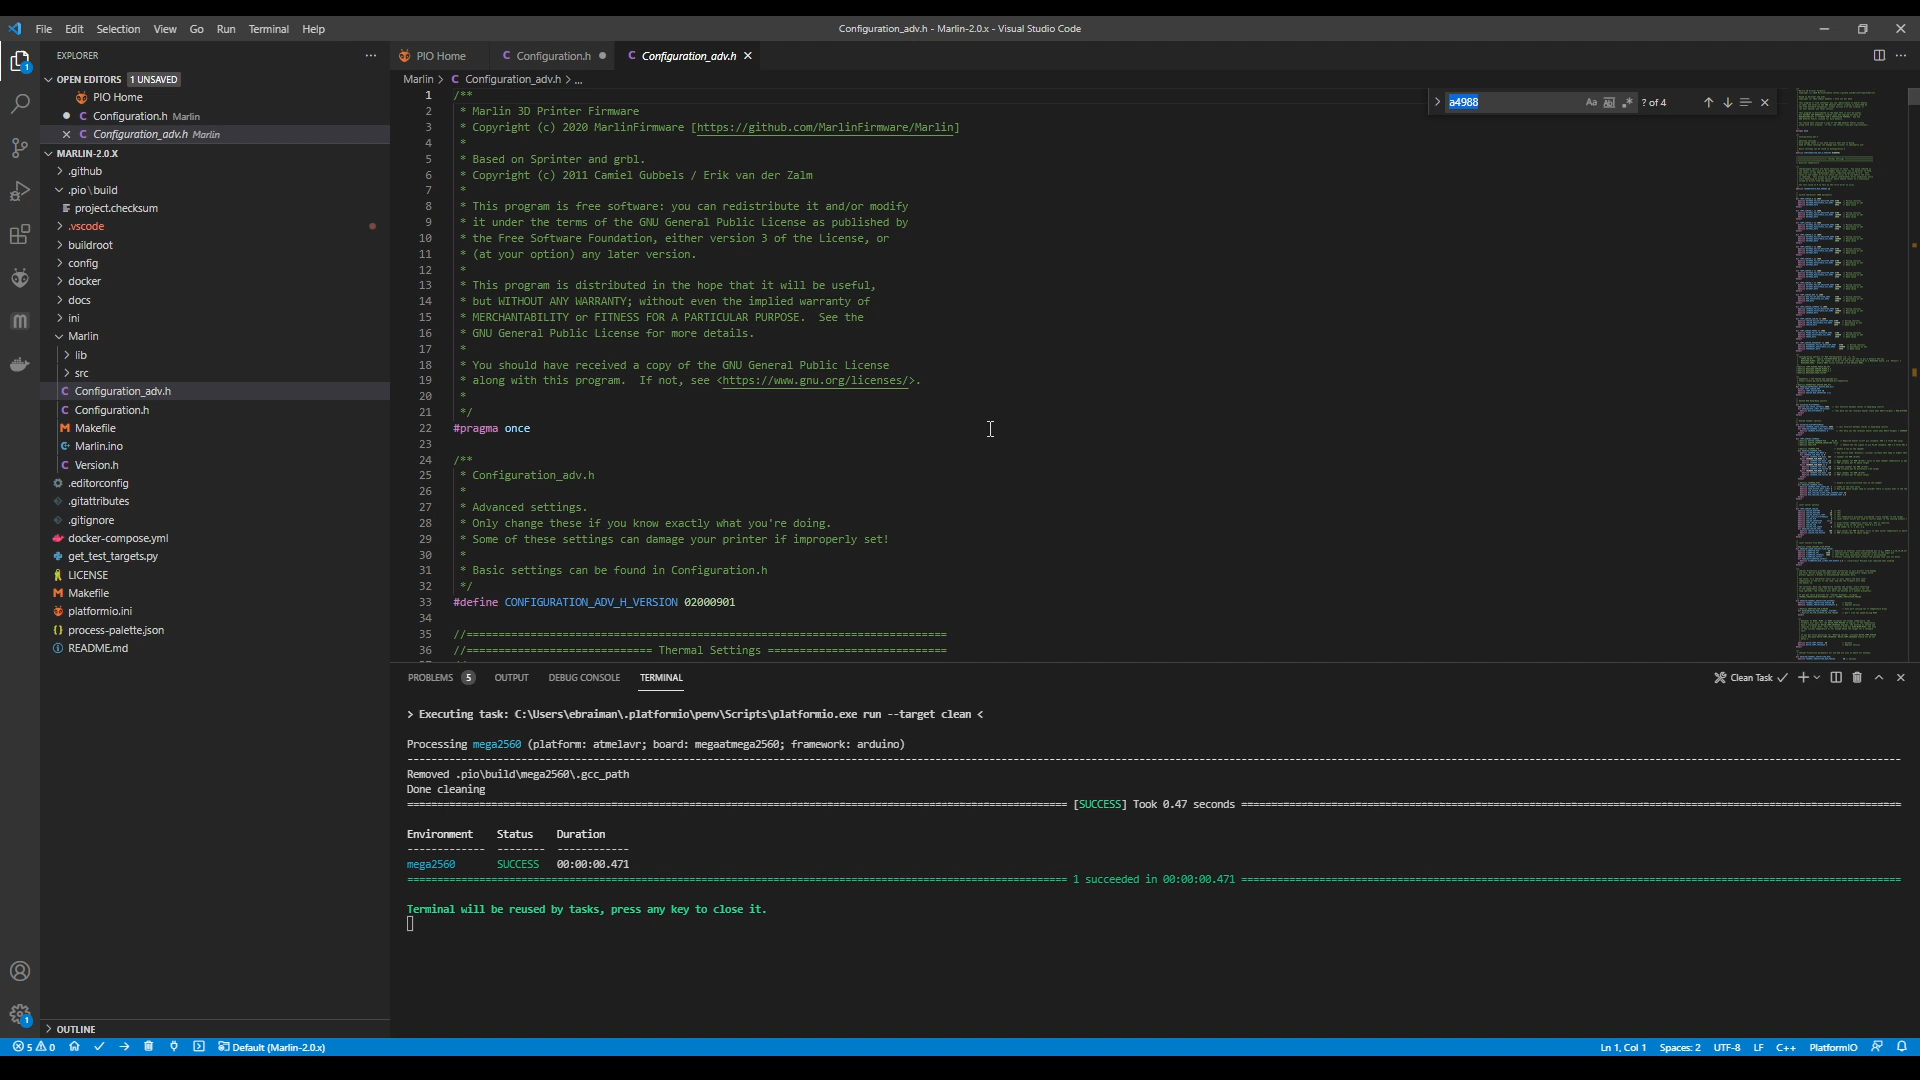 File Edit Selection View Go Run Terminal Help
Configuration_adv.h - Marlin-2.0.x - Visual Studio Code
EXPLORER
OPEN EDITORS 1 UNSAVED
PIO Home
Configuration.h Marlin
Configuration_adv.h Marlin
MARLIN-2.0.X
.github
.pio\build
project.checksum
.vscode
buildroot
config
docker
docs
ini
Marlin
lib
src
Configuration_adv.h
Configuration.h
Makefile
Marlin.ino
Version.h
.editorconfig
.gitattributes
.gitignore
docker-compose.yml
get_test_targets.py
LICENSE
Makefile
platformio.ini
process-palette.json
README.md
OUTLINE
PIO Home
Configuration.h
Configuration_adv.h
Marlin > C Configuration_adv.h > ...
a4988
Aa
? of 4
1 /**
2 * Marlin 3D Printer Firmware
3 * Copyright (c) 2020 MarlinFirmware [https://github.com/MarlinFirmware/Marlin]
4 *
5 * Based on Sprinter and grbl.
6 * Copyright (c) 2011 Camiel Gubbels / Erik van der Zalm
7 *
8 * This program is free software: you can redistribute it and/or modify
9 * it under the terms of the GNU General Public License as published by
10 * the Free Software Foundation, either version 3 of the License, or
11 * (at your option) any later version.
12 *
13 * This program is distributed in the hope that it will be useful,
14 * but WITHOUT ANY WARRANTY; without even the implied warranty of
15 * MERCHANTABILITY or FITNESS FOR A PARTICULAR PURPOSE.  See the
16 * GNU General Public License for more details.
17 *
18 * You should have received a copy of the GNU General Public License
19 * along with this program.  If not, see <https://www.gnu.org/licenses/>.
20 *
21 */
22 #pragma once
23
24 /**
25 * Configuration_adv.h
26 *
27 * Advanced settings.
28 * Only change these if you know exactly what you're doing.
29 * Some of these settings can damage your printer if improperly set!
30 *
31 * Basic settings can be found in Configuration.h
32 */
33 #define CONFIGURATION_ADV_H_VERSION 02000901
34
35 //===========================================================================
36 //============================= Thermal Settings ============================
PROBLEMS 5 OUTPUT DEBUG CONSOLE TERMINAL
Clean Task
> Executing task: C:\Users\ebraiman\.platformio\penv\Scripts\platformio.exe run --target clean <
Processing mega2560 (platform: atmelavr; board: megaatmega2560; framework: arduino)
Removed .pio\build\mega2560\.gcc_path
Done cleaning
[SUCCESS] Took 0.47 seconds
Environment Status Duration
mega2560 SUCCESS 00:00:00.471
1 succeeded in 00:00:00.471
Terminal will be reused by tasks, press any key to close it.
5 0
Default (Marlin-2.0.x)
Ln 1, Col 1 Spaces: 2 UTF-8 LF C++ PlatformIO